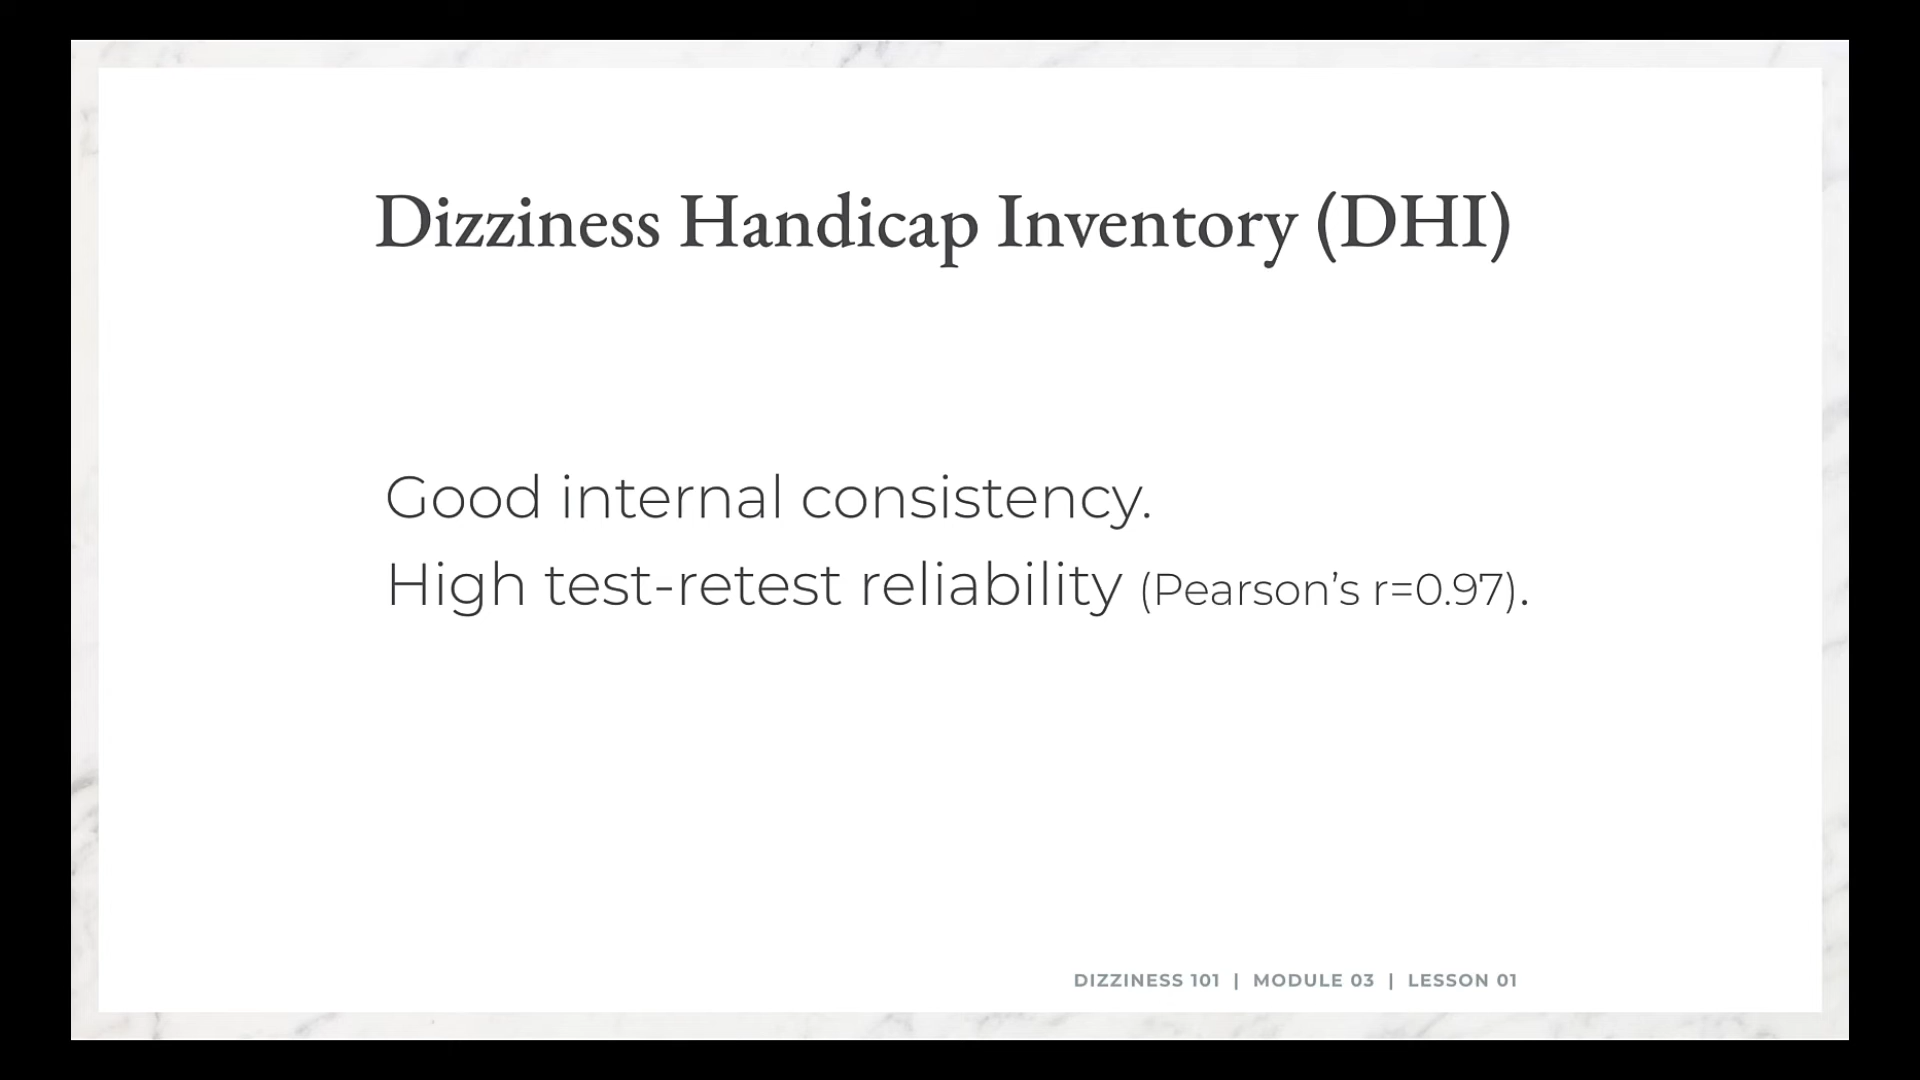 Dizziness Handicap Inventory (DHI)
Good internal consistency.
High test-retest reliability (Pearson’s r=0.97).
DIZZINESS 101 | MODULE 03 | LESSON 01